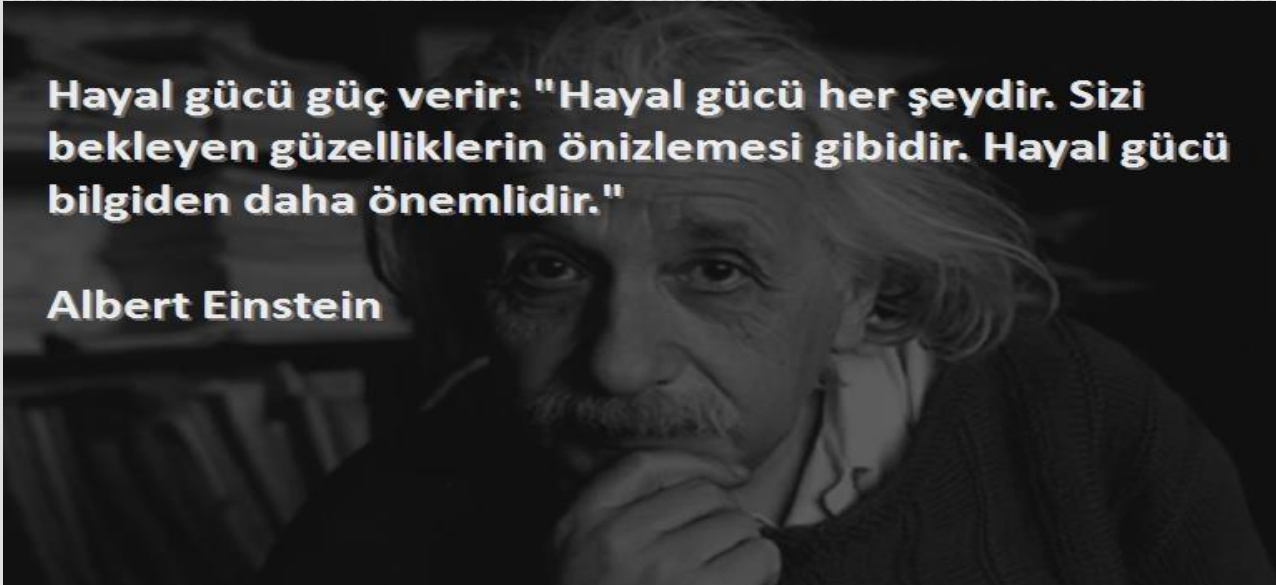 Hayal gücü güç verir: "Hayal gücü her şeydir. Sizi
bekleyen güzelliklerin önizlemesi gibidir. Hayal gücü
bilgiden daha önemlidir."
Albert Einstein